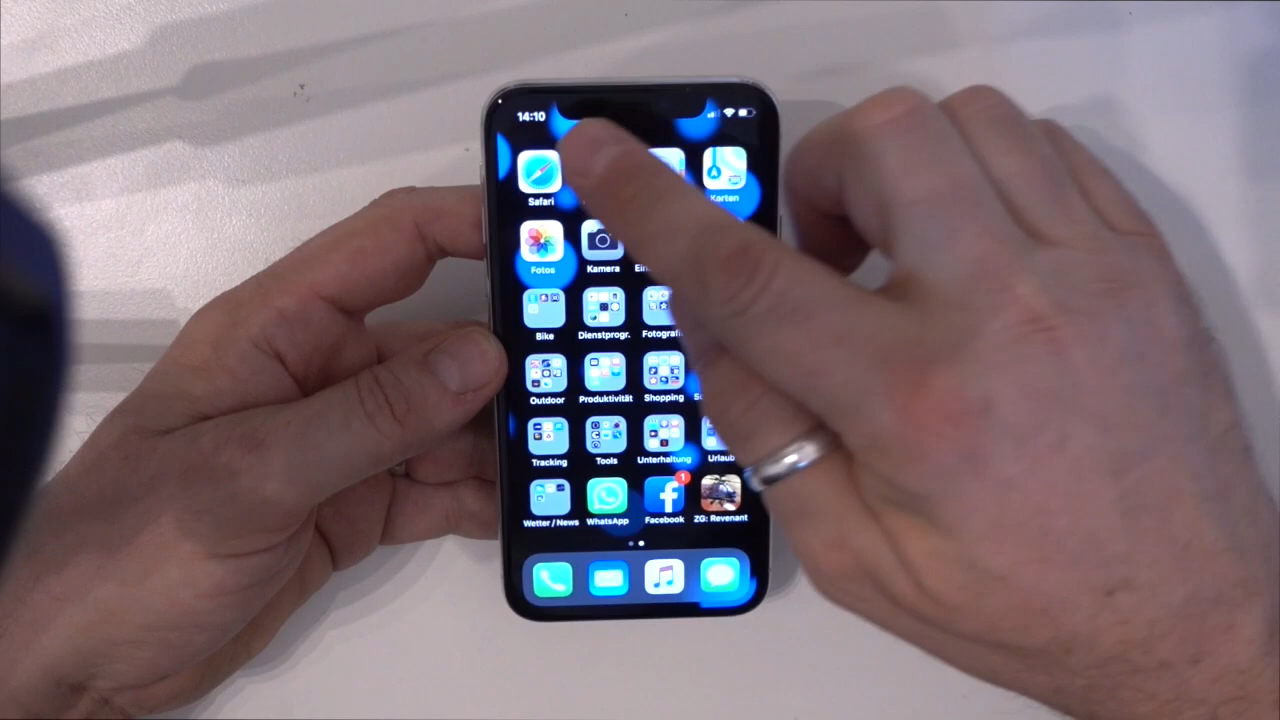 14:10
Safari
Karten
Fotos
Kamera
Bike
Dienstprogr.
Outdoor
Produktivität
Shopping
Tracking
Tools
Unterhaltung
Wetter / News
WhatsApp
1
Facebook
ZG: Revenant